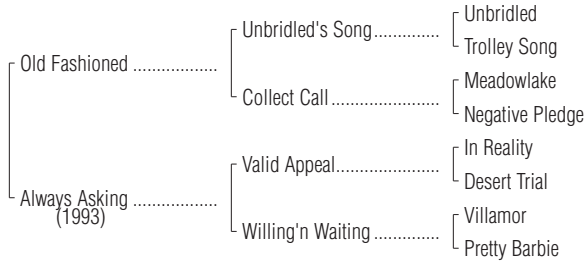 Unbridled
Unbridled's Song..............
Trolley Song
Old Fashioned ..................
Meadowlake
Collect Call.......................
Negative Pledge
In Reality
Valid Appeal......................
Desert Trial
Always Asking ..................
(1993)
Villamor
Willing'n Waiting ..............
Pretty Barbie